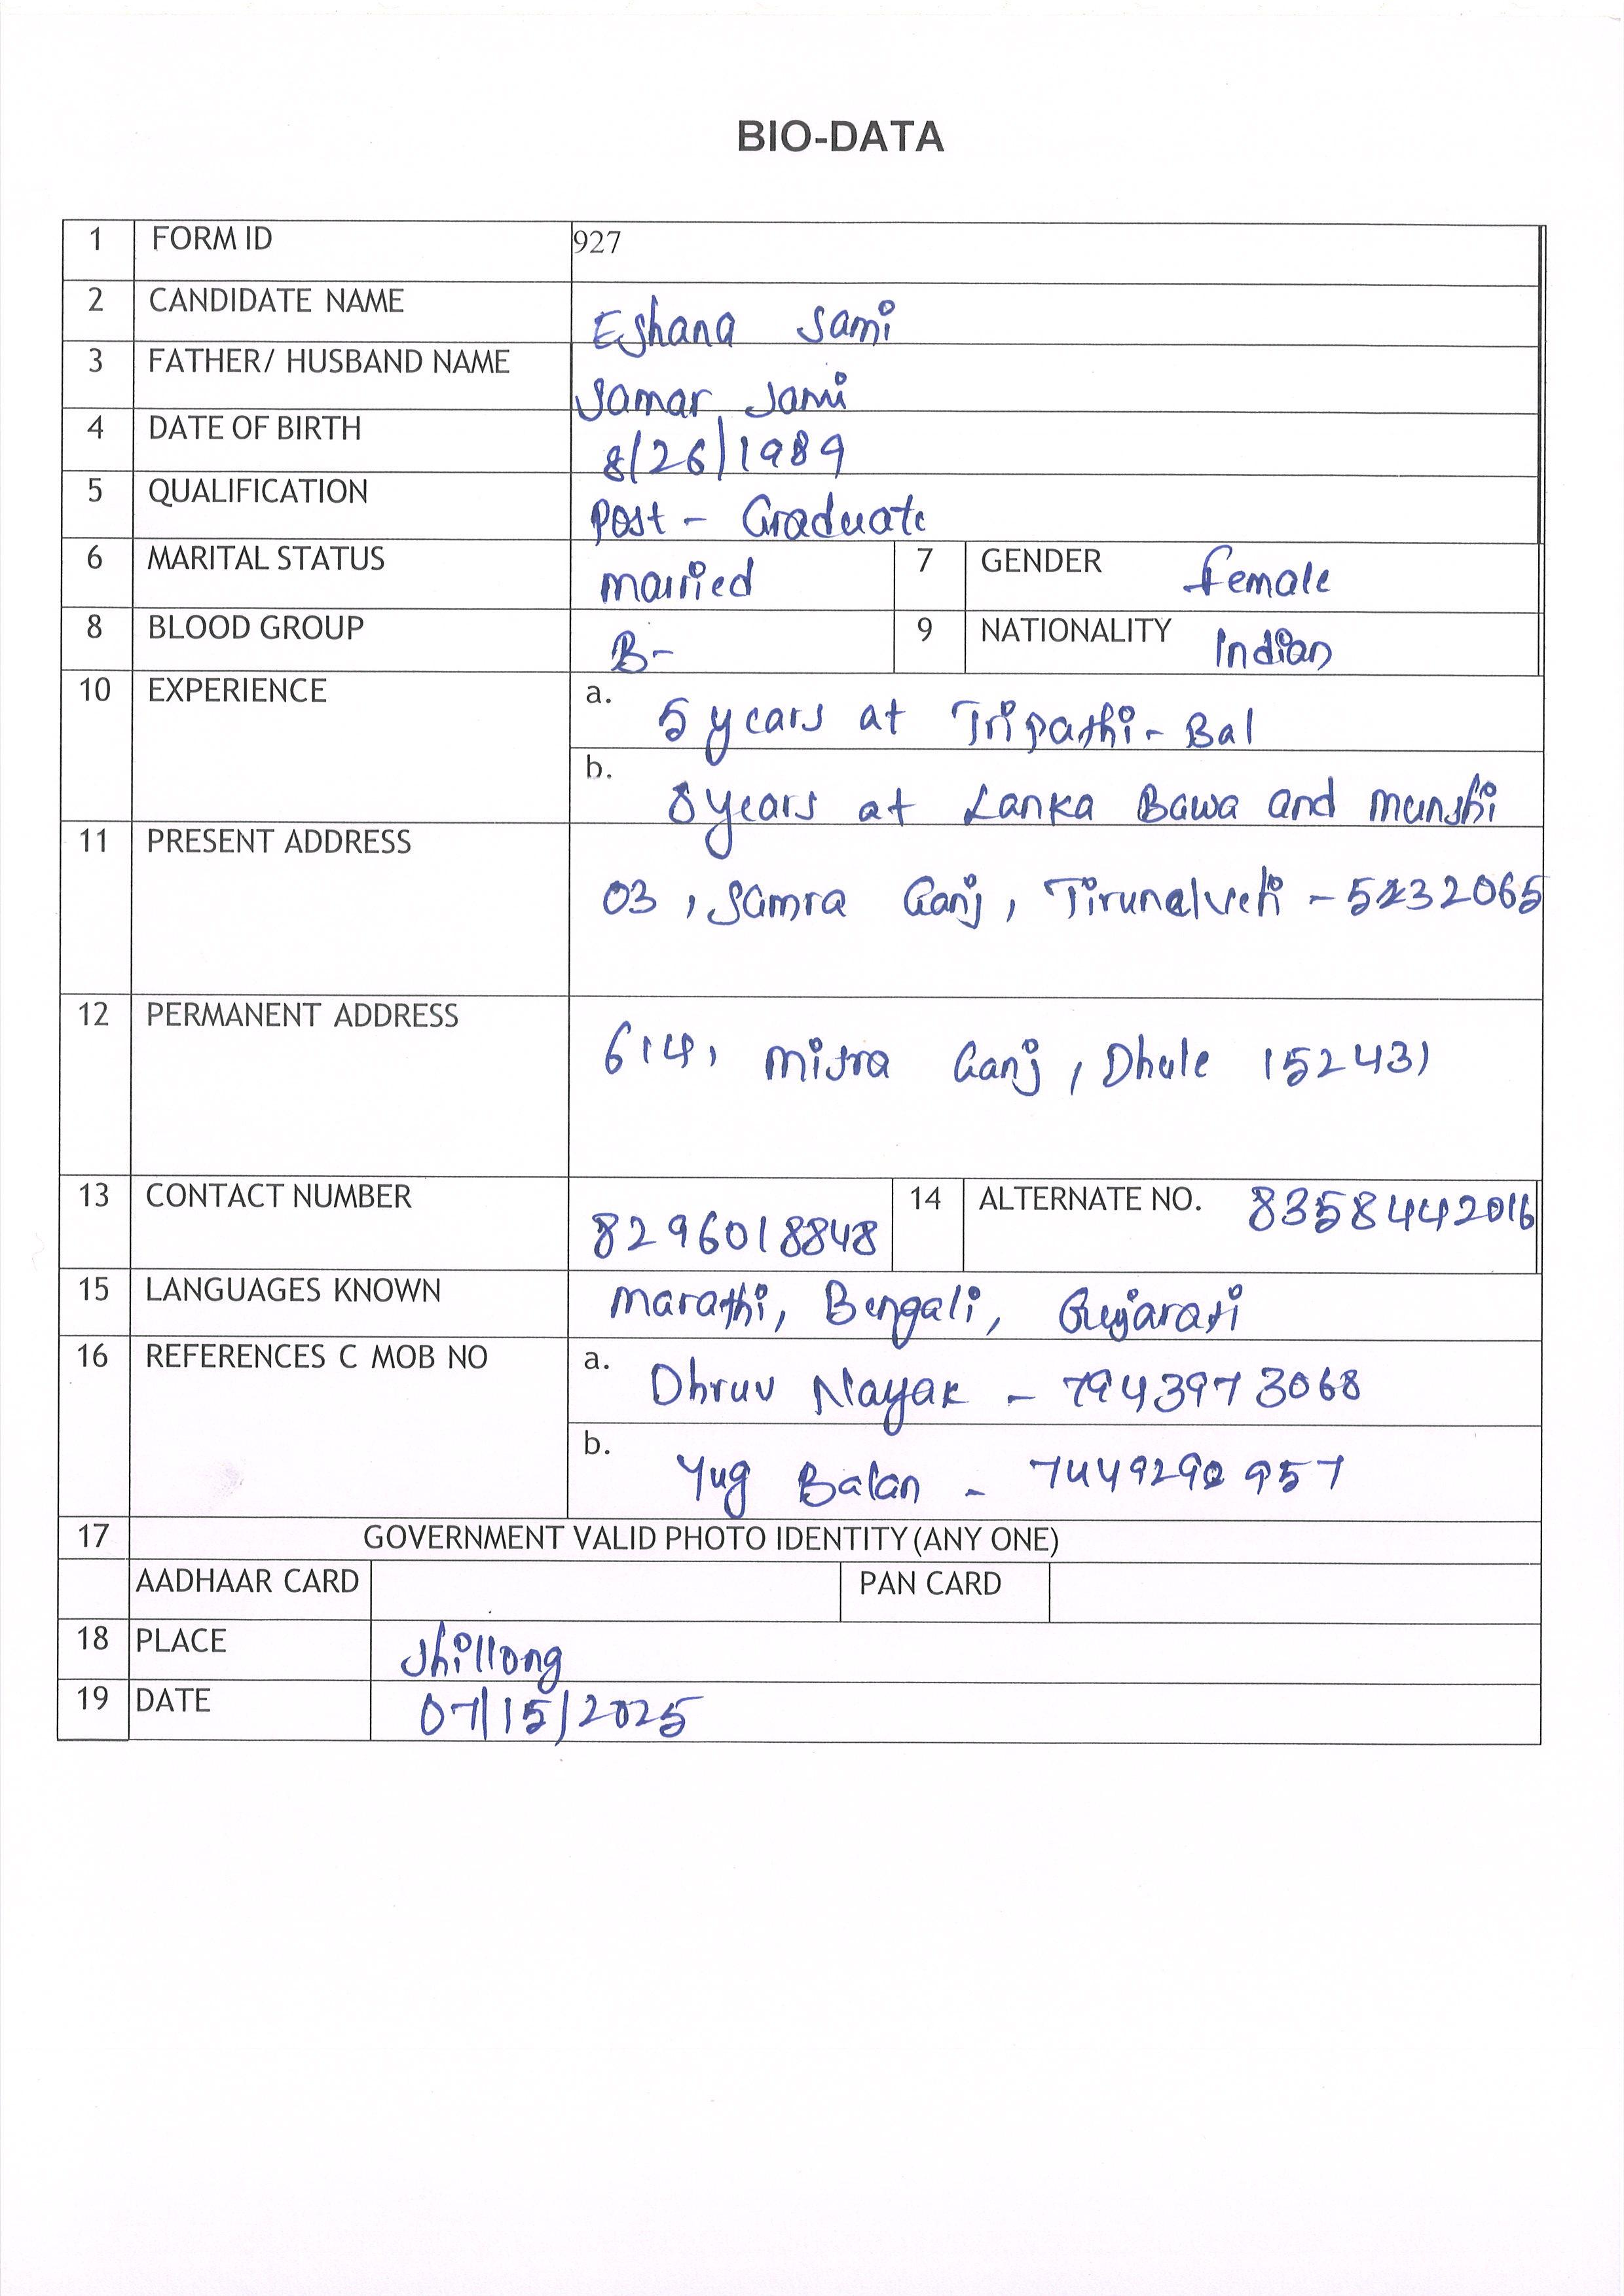 BIO-DATA
1 FORM ID 927
2 CANDIDATE NAME Eshana Sami
3 FATHER/ HUSBAND NAME Samar Sami
4 DATE OF BIRTH 8/26/1989
5 QUALIFICATION Post - Graduate
6 MARITAL STATUS married 7 GENDER female
8 BLOOD GROUP B- 9 NATIONALITY Indian
10 EXPERIENCE a. 5 years at Tripathi - Bal
b. 8 years at Lanka Bawa and Munshi
11 PRESENT ADDRESS
03, Samra Ganj, Tirunelveli -
12 PERMANENT ADDRESS
614, Misra Ganj, Dhule 152431
13 CONTACT NUMBER 8296018848 14 ALTERNATE NO. 8358442016
15 LANGUAGES KNOWN Marathi, Bengali, Gujarati
16 REFERENCES C MOB NO a. Dhruv Nayak - 7943973068
b. Yug Balan - 7449290957
17 GOVERNMENT VALID PHOTO IDENTITY (ANY ONE)
AADHAAR CARD PAN CARD
18 PLACE Shillong
19 DATE 07/15/2025